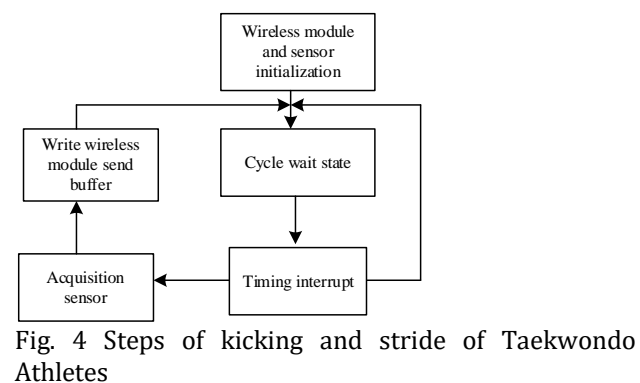 Wireless module
and sensor
initialization
Write wireless
module send
buffer
Cycle wait state
Acquisition
sensor
Timing interrupt
Fig. 4 Steps of kicking and stride of Taekwondo
Athletes